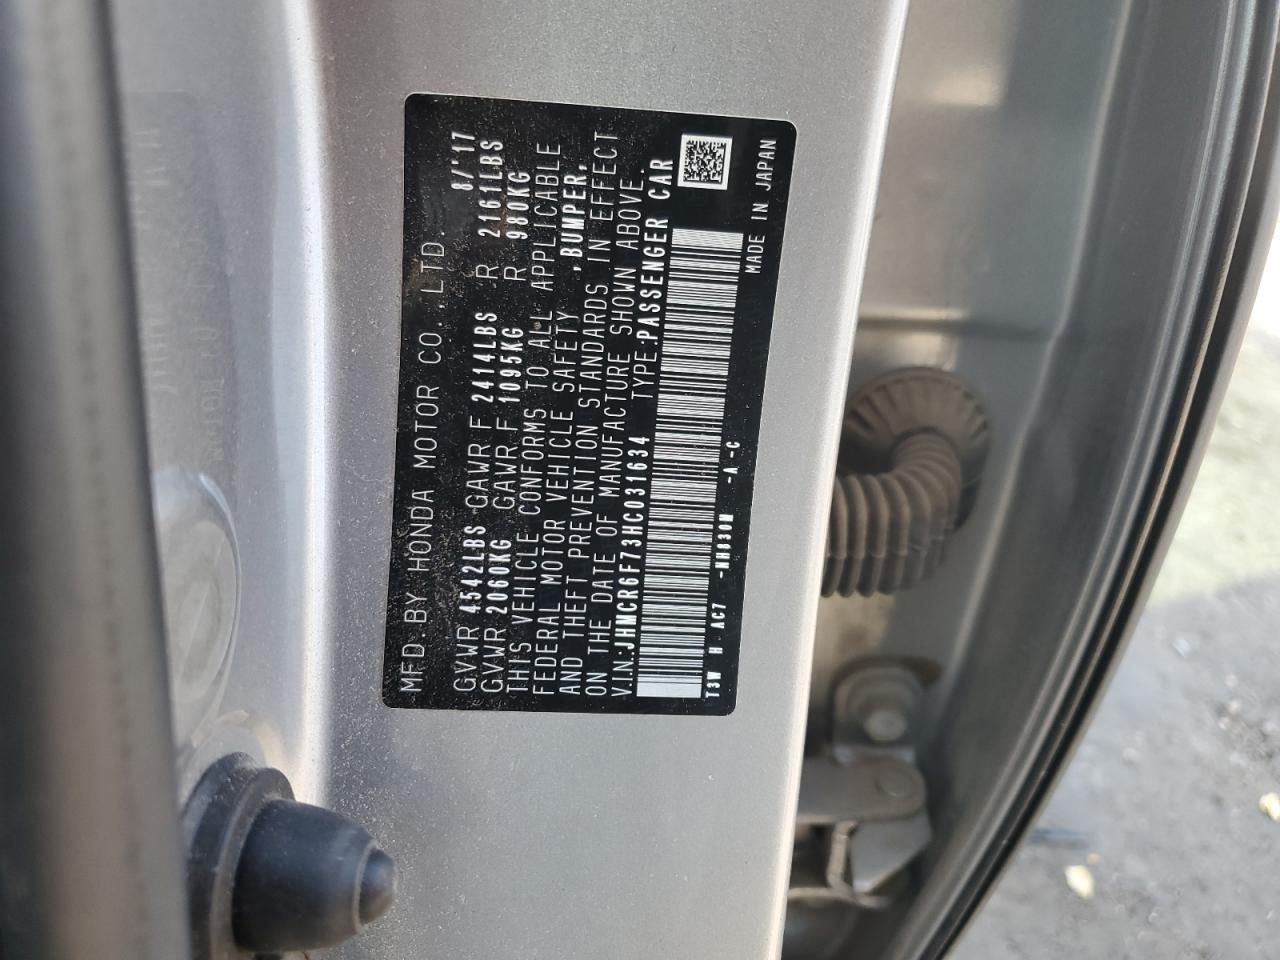 MFD.BY HONDA MOTOR CO.,LTD. 8/'17
GVWR 4542LBS GAWR F 2414LBS R 2161LBS
GVWR 2060KG GAWR F 1095KG R 980KG
THIS VEHICLE CONFORMS TO ALL APPLICABLE
FEDERAL MOTOR VEHICLE SAFETY ,BUMPER,
AND THEFT PREVENTION STANDARDS IN EFFECT
ON THE DATE OF MANUFACTURE SHOWN ABOVE.
V.I.N.:JHMCR6F73HC031634 TYPE:PASSENGER CAR
T3W H AC7 -NH830M -A -C MADE IN JAPAN